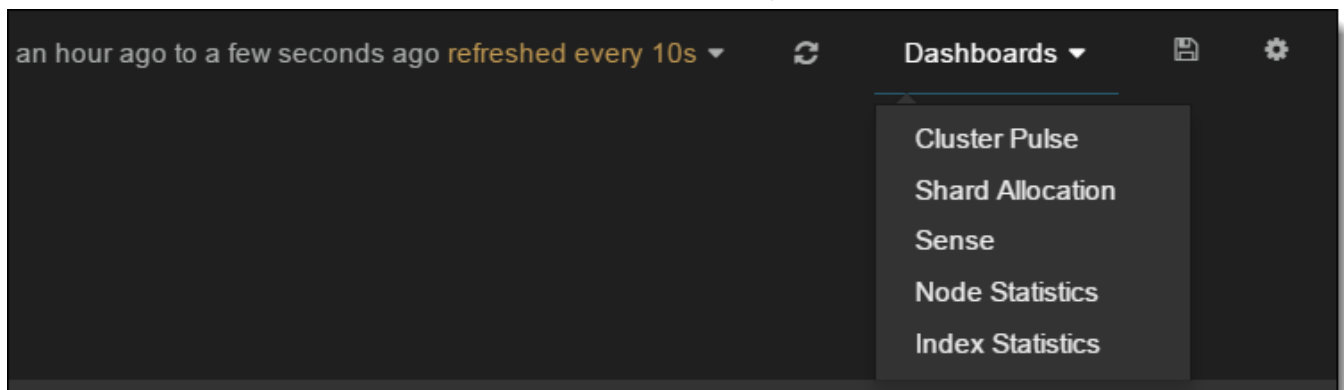 an hour ago to a few seconds ago refreshed every 10s Dashboards
Cluster Pulse
Shard Allocation
Sense
Node Statistics
Index Statistics